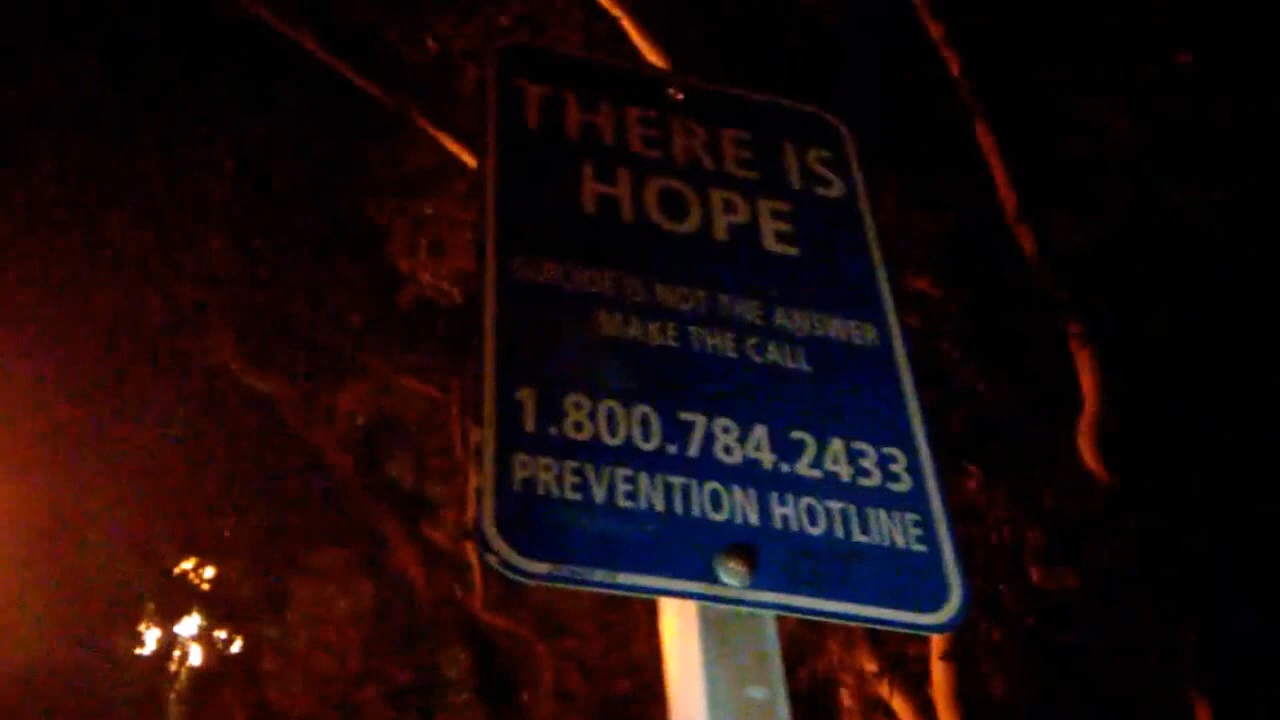 THERE IS
HOPE
SUICIDE IS NOT THE ANSWER
MAKE THE CALL
1.800.784.2433
PREVENTION HOTLINE